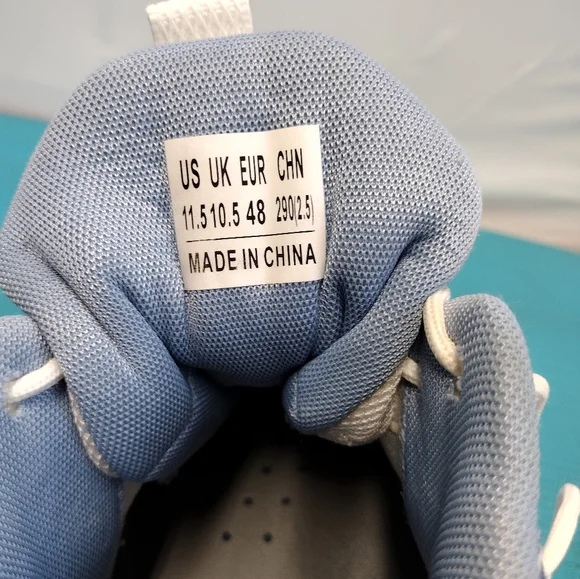 US UK EUR CHN
11.5 10.5 48 290(2.5)
MADE IN CHINA